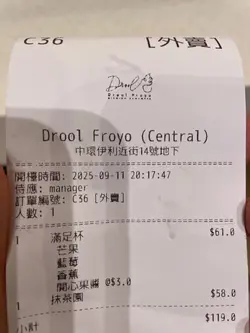 C36 [外賣]
Drool
Drool Froyo
Drool Froyo (Central)
中環伊利近街14號地下
開檯時間: 2025-09-11 20:17:47
侍應: manager
訂單編號: C36 [外賣]
人數: 1
1 滿足杯 $61.0
芒果
藍莓
香蕉
開心果醬 @$3.0
1 抹茶園 $58.0
小計 $119.0